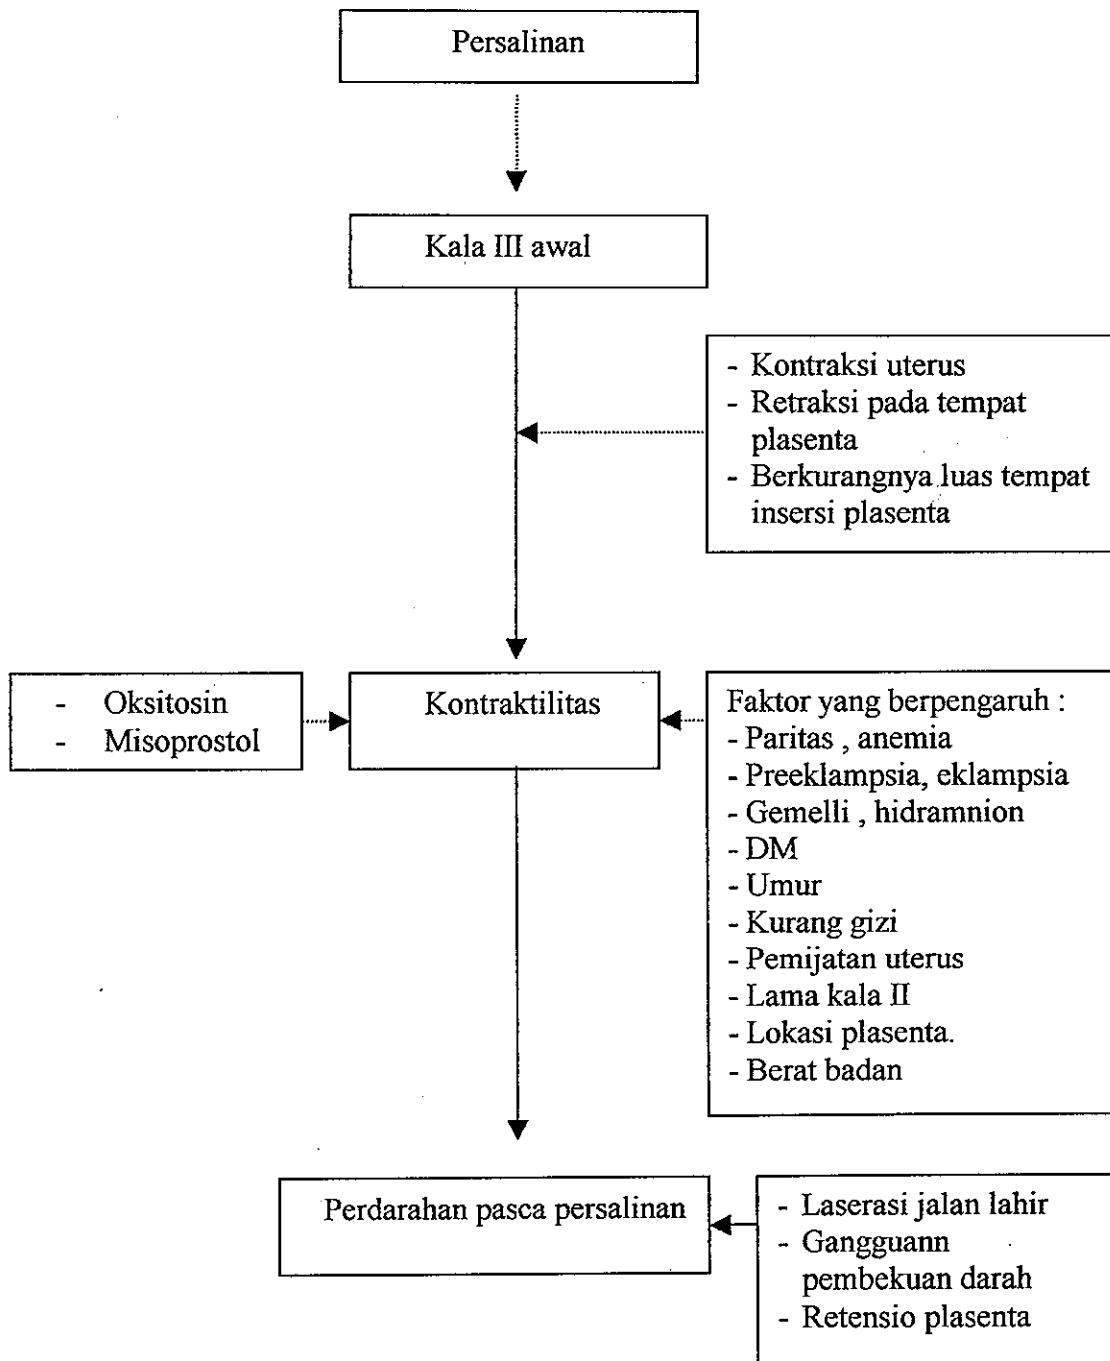 Persalinan
Kala III awal
- Kontraksi uterus
- Retraksi pada tempat
plasenta
- Berkurangnya luas tempat
insersi plasenta
- Oksitosin
- Misoprostol
Kontraktilitas
Faktor yang berpengaruh :
- Paritas , anemia
- Preeklampsia, eklampsia
- Gemelli , hidramnion
- DM
- Umur
- Kurang gizi
- Pemijatan uterus
- Lama kala II
- Lokasi plasenta.
- Berat badan
Perdarahan pasca persalinan
- Laserasi jalan lahir
- Gangguann
pembekuan darah
- Retensio plasenta